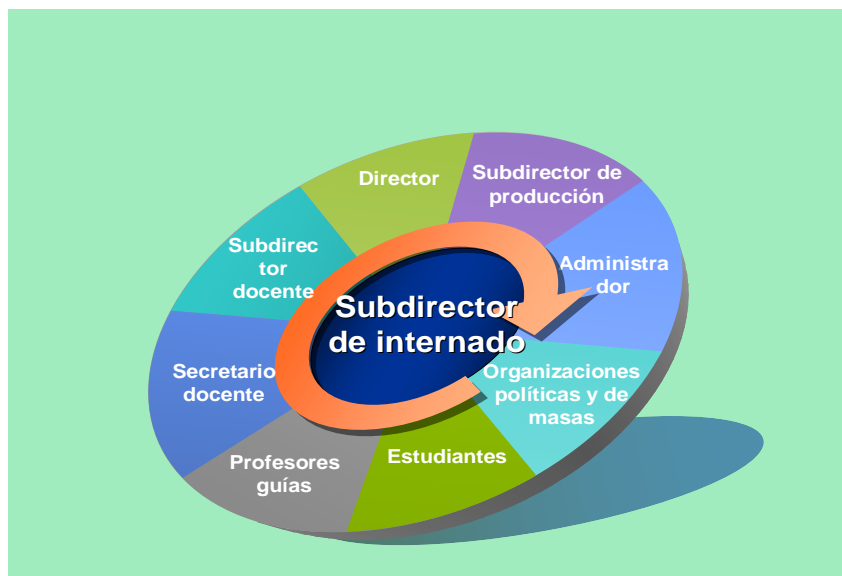 Director
Subdirector de
producción
Subdirec
tor
docente
Administra
dor
Subdirector
de internado
Secretario
docente
Organizaciones
políticas y de
masas
Profesores
guías
Estudiantes